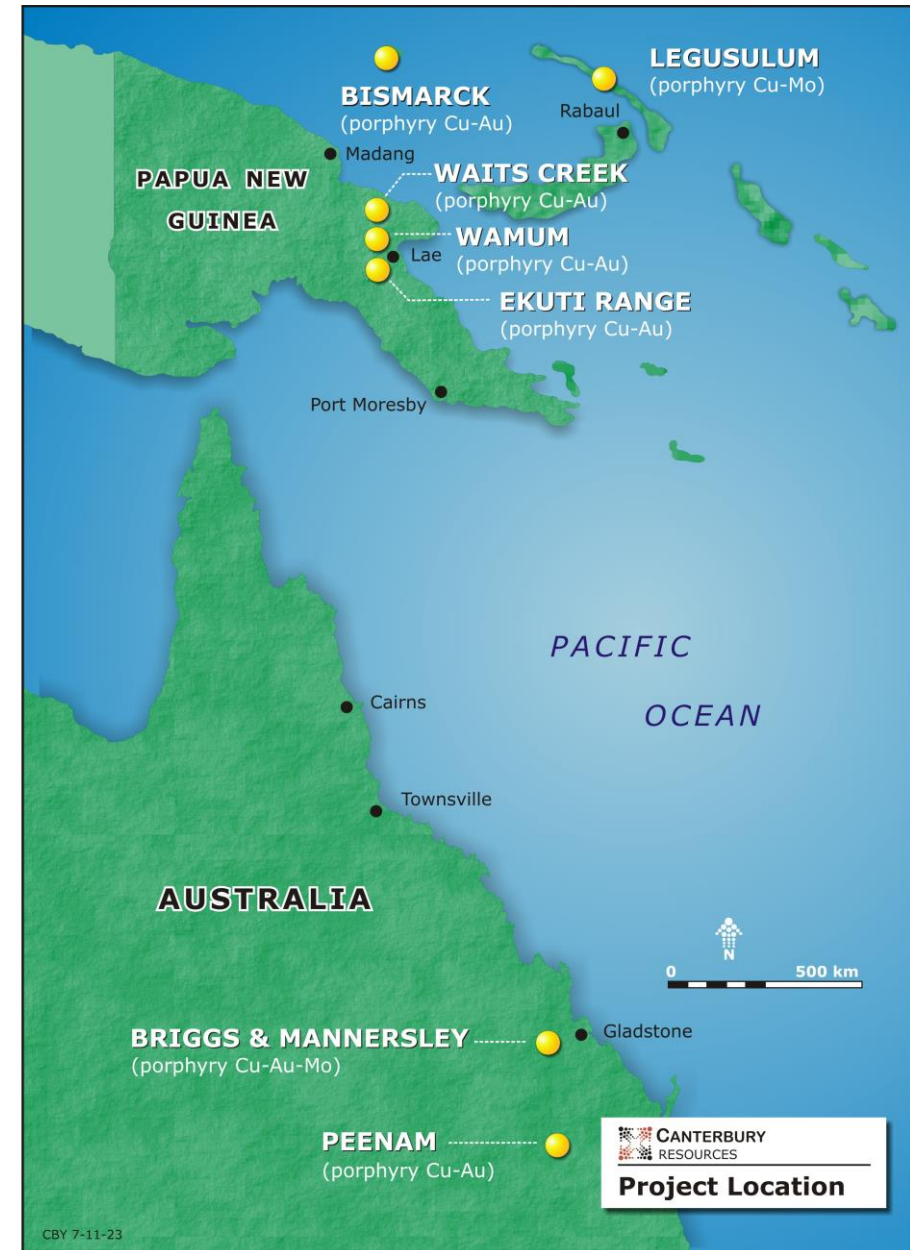 LEGUSULUM
(porphyry Cu-Mo)
BISMARCK
(porphyry Cu-Au)
Rabaul
Madang
PAPUA NEW
GUINEA
WAITS CREEK
(porphyry Cu-Au)
WAMUM
(porphyry Cu-Au)
Lae
EKUTI RANGE
(porphyry Cu-Au)
Port Moresby
PACIFIC
OCEAN
Cairns
Townsville
AUSTRALIA
N
0 500 km
BRIGGS & MANNERSLEY
(porphyry Cu-Au-Mo)
Gladstone
PEENAM
(porphyry Cu-Au)
CANTERBURY
RESOURCES
Project Location
CBY 7-11-23